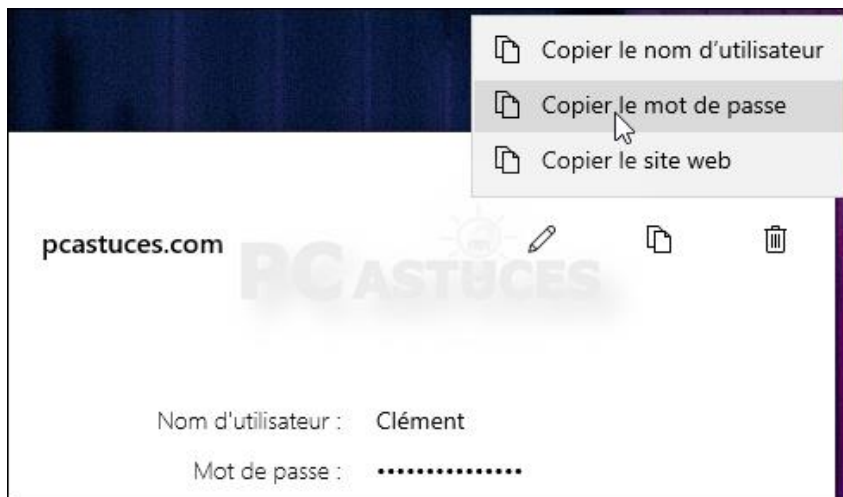 Copier le nom d'utilisateur
Copier le mot de passe
Copier le site web
pcastuces.com
PC ASTUCES
Nom d'utilisateur : Clément
Mot de passe : •••••••••••••••